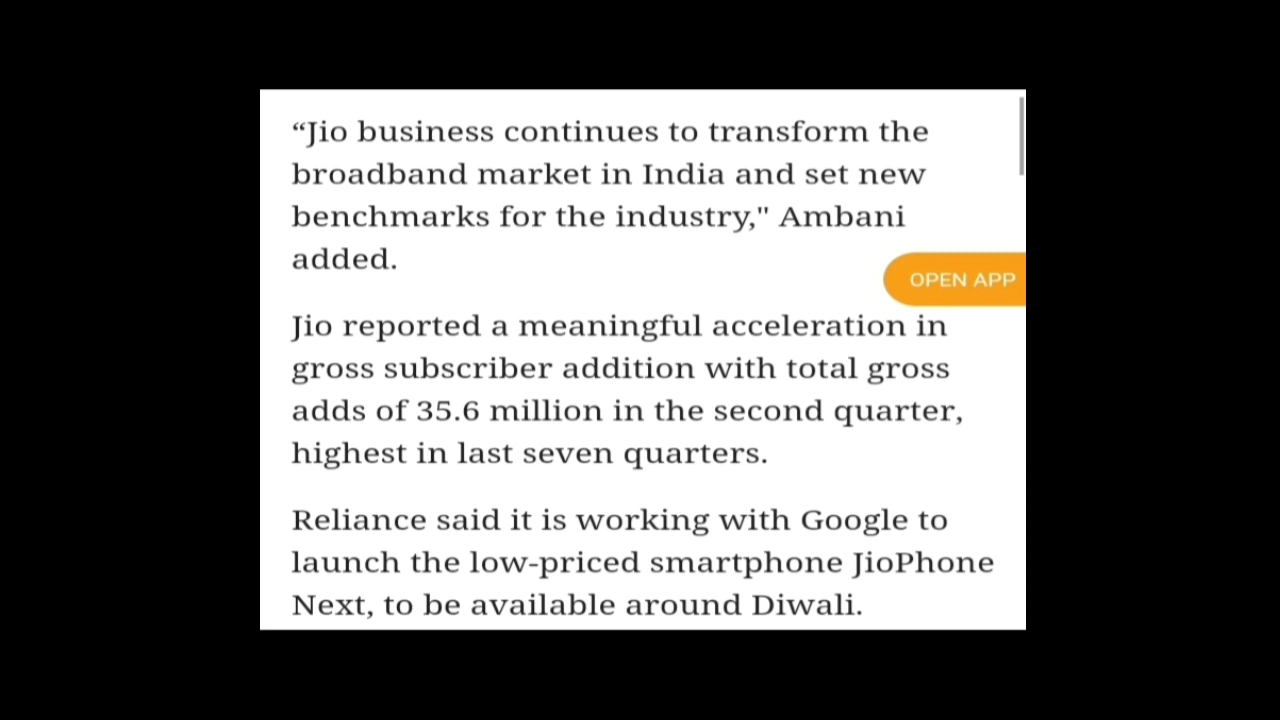 “Jio business continues to transform the
broadband market in India and set new
benchmarks for the industry," Ambani
added.
OPEN APP
Jio reported a meaningful acceleration in
gross subscriber addition with total gross
adds of 35.6 million in the second quarter,
highest in last seven quarters.
Reliance said it is working with Google to
launch the low-priced smartphone JioPhone
Next, to be available around Diwali.